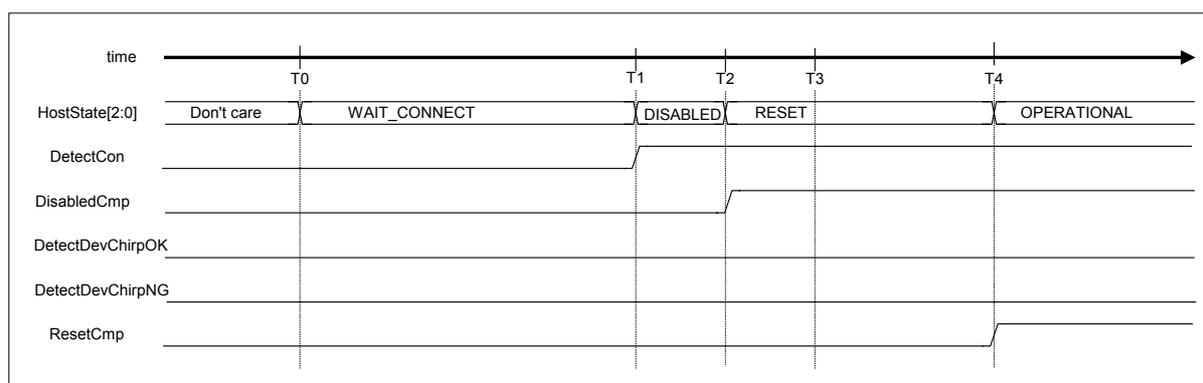 time
T0 T1 T2 T3 T4
HostState[2:0] Don't care WAIT_CONNECT DISABLED RESET OPERATIONAL
DetectCon
DisabledCmp
DetectDevChirpOK
DetectDevChirpNG
ResetCmp